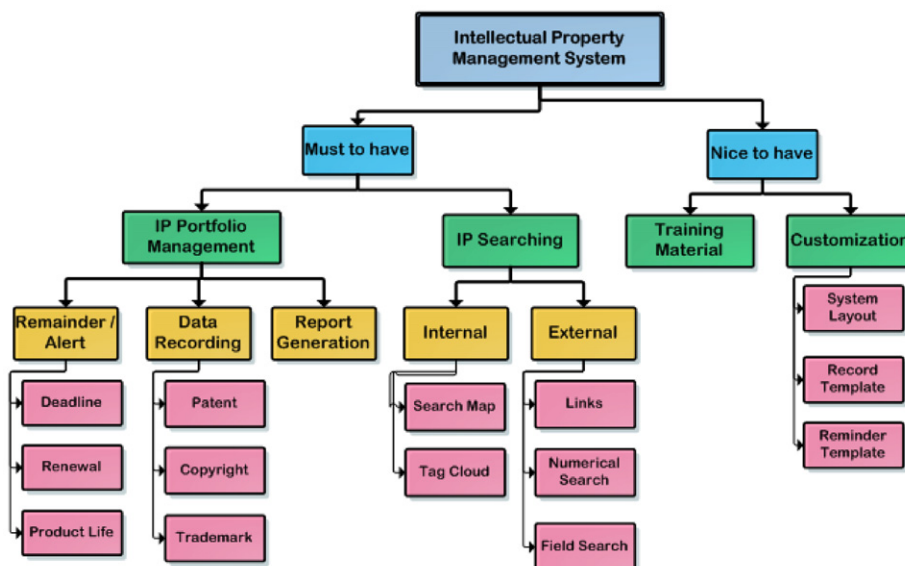 Intellectual Property
Management System
Must to have
Nice to have
IP Portfolio
Management
IP Searching
Training
Material
Customization
Remainder /
Alert
Data
Recording
Report
Generation
Internal
External
System
Layout
Deadline
Patent
Search Map
Links
Record
Template
Renewal
Copyright
Tag Cloud
Numerical
Search
Reminder
Template
Product Life
Trademark
Field Search